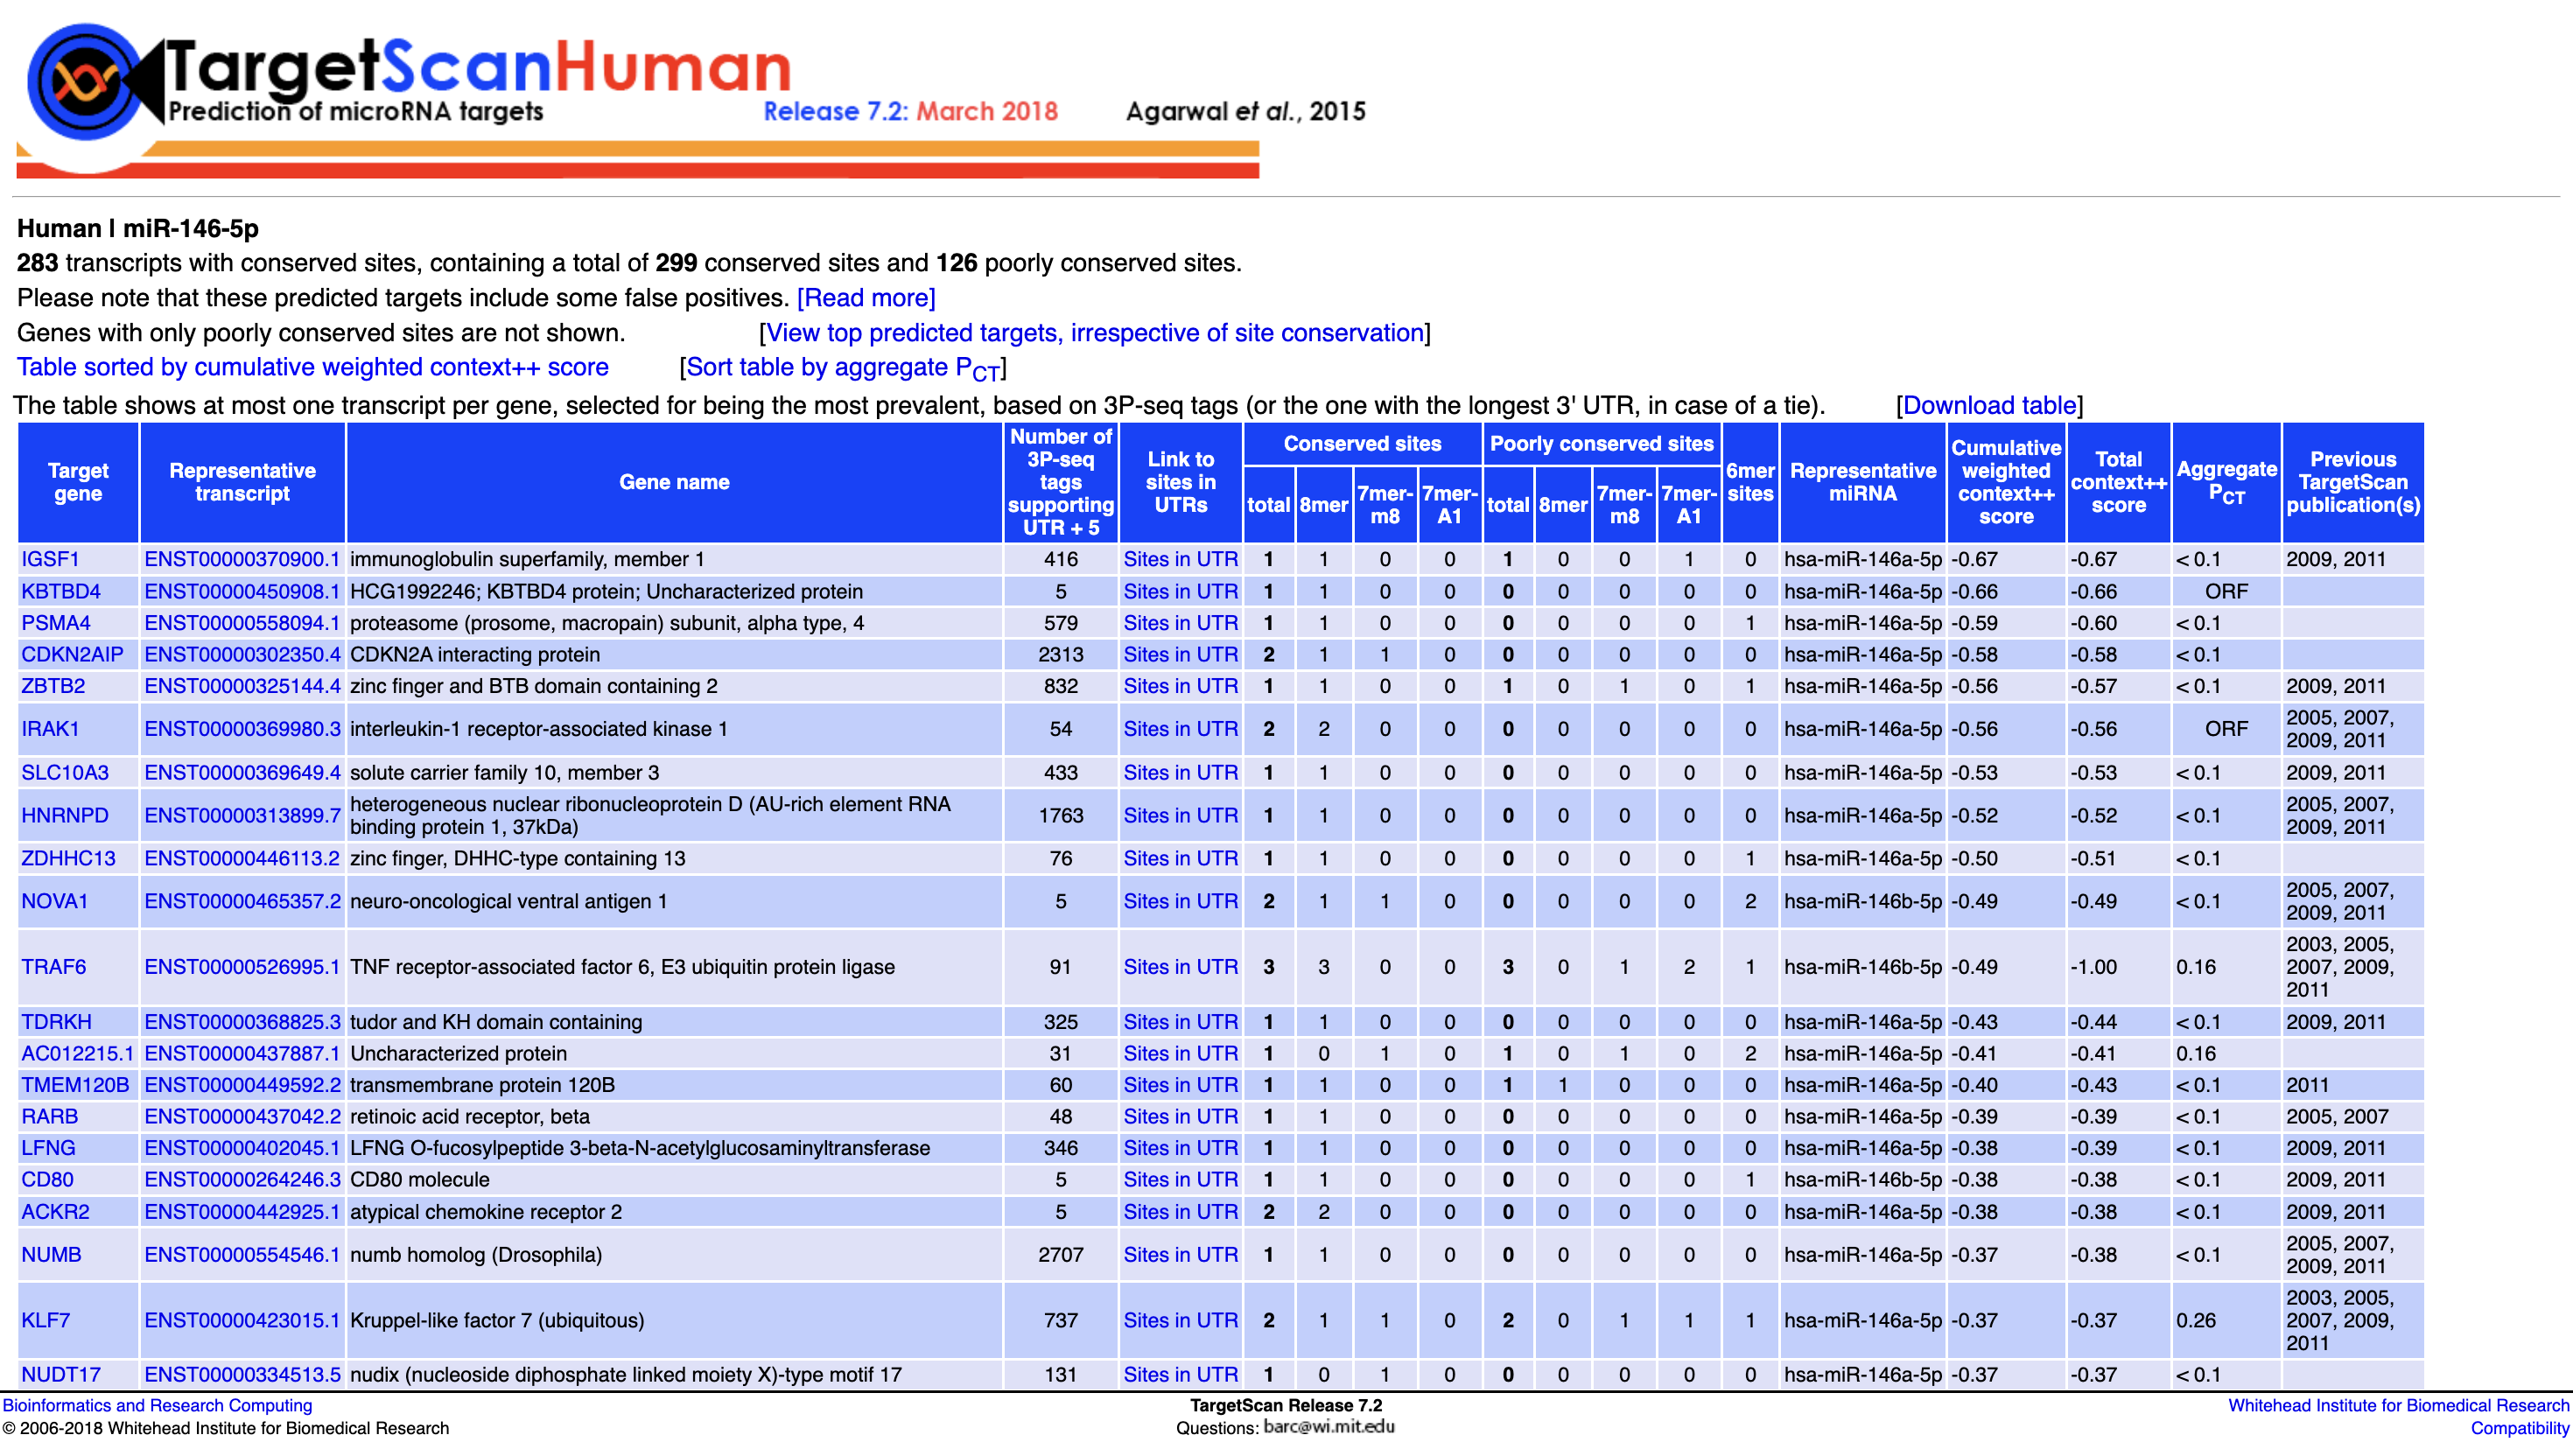 TargetScanHuman
Prediction of microRNA targets Release 7.2: March 2018 Agarwal et al., 2015
Human | miR-146-5p
283 transcripts with conserved sites, containing a total of 299 conserved sites and 126 poorly conserved sites.
Please note that these predicted targets include some false positives. [Read more]
Genes with only poorly conserved sites are not shown. [View top predicted targets, irrespective of site conservation]
Table sorted by cumulative weighted context++ score [Sort table by aggregate PCT]
The table shows at most one transcript per gene, selected for being the most prevalent, based on 3P-seq tags (or the one with the longest 3' UTR, in case of a tie). [Download table]
Target gene Representative transcript Gene name Number of 3P-seq tags supporting UTR + 5 Link to sites in UTRs Conserved sites Poorly conserved sites 6mer sites Representative miRNA Cumulative weighted context++ score Total context++ score Aggregate PCT Previous TargetScan publication(s)
total 8mer 7mer-m8 7mer-A1 total 8mer 7mer-m8 7mer-A1
IGSF1 ENST00000370900.1 immunoglobulin superfamily, member 1 416 Sites in UTR 1 1 0 0 1 0 0 1 0 hsa-miR-146a-5p -0.67 -0.67 < 0.1 2009, 2011
KBTBD4 ENST00000450908.1 HCG1992246; KBTBD4 protein; Uncharacterized protein 5 Sites in UTR 1 1 0 0 0 0 0 0 0 hsa-miR-146a-5p -0.66 -0.66 ORF
PSMA4 ENST00000558094.1 proteasome (prosome, macropain) subunit, alpha type, 4 579 Sites in UTR 1 1 0 0 0 0 0 0 1 hsa-miR-146a-5p -0.59 -0.60 < 0.1
CDKN2AIP ENST00000302350.4 CDKN2A interacting protein 2313 Sites in UTR 2 1 1 0 0 0 0 0 0 hsa-miR-146a-5p -0.58 -0.58 < 0.1
ZBTB2 ENST00000325144.4 zinc finger and BTB domain containing 2 832 Sites in UTR 1 1 0 0 1 0 1 0 1 hsa-miR-146a-5p -0.56 -0.57 < 0.1 2009, 2011
IRAK1 ENST00000369980.3 interleukin-1 receptor-associated kinase 1 54 Sites in UTR 2 2 0 0 0 0 0 0 0 hsa-miR-146a-5p -0.56 -0.56 ORF 2005, 2007, 2009, 2011
SLC10A3 ENST00000369649.4 solute carrier family 10, member 3 433 Sites in UTR 1 1 0 0 0 0 0 0 0 hsa-miR-146a-5p -0.53 -0.53 < 0.1 2009, 2011
HNRNPD ENST00000313899.7 heterogeneous nuclear ribonucleoprotein D (AU-rich element RNA binding protein 1, 37kDa) 1763 Sites in UTR 1 1 0 0 0 0 0 0 0 hsa-miR-146a-5p -0.52 -0.52 < 0.1 2005, 2007, 2009, 2011
ZDHHC13 ENST00000446113.2 zinc finger, DHHC-type containing 13 76 Sites in UTR 1 1 0 0 0 0 0 0 1 hsa-miR-146a-5p -0.50 -0.51 < 0.1
NOVA1 ENST00000465357.2 neuro-oncological ventral antigen 1 5 Sites in UTR 2 1 1 0 0 0 0 0 2 hsa-miR-146b-5p -0.49 -0.49 < 0.1 2005, 2007, 2009, 2011
TRAF6 ENST00000526995.1 TNF receptor-associated factor 6, E3 ubiquitin protein ligase 91 Sites in UTR 3 3 0 0 3 0 1 2 1 hsa-miR-146b-5p -0.49 -1.00 0.16 2003, 2005, 2007, 2009, 2011
TDRKH ENST00000368825.3 tudor and KH domain containing 325 Sites in UTR 1 1 0 0 0 0 0 0 0 hsa-miR-146a-5p -0.43 -0.44 < 0.1 2009, 2011
AC012215.1 ENST00000437887.1 Uncharacterized protein 31 Sites in UTR 1 0 1 0 1 0 1 0 2 hsa-miR-146a-5p -0.41 -0.41 0.16
TMEM120B ENST00000449592.2 transmembrane protein 120B 60 Sites in UTR 1 1 0 0 1 1 0 0 0 hsa-miR-146a-5p -0.40 -0.43 < 0.1 2011
RARB ENST00000437042.2 retinoic acid receptor, beta 48 Sites in UTR 1 1 0 0 0 0 0 0 0 hsa-miR-146a-5p -0.39 -0.39 < 0.1 2005, 2007
LFNG ENST00000402045.1 LFNG O-fucosylpeptide 3-beta-N-acetylglucosaminyltransferase 346 Sites in UTR 1 1 0 0 0 0 0 0 0 hsa-miR-146a-5p -0.38 -0.39 < 0.1 2009, 2011
CD80 ENST00000264246.3 CD80 molecule 5 Sites in UTR 1 1 0 0 0 0 0 0 1 hsa-miR-146b-5p -0.38 -0.38 < 0.1 2009, 2011
ACKR2 ENST00000442925.1 atypical chemokine receptor 2 5 Sites in UTR 2 2 0 0 0 0 0 0 0 hsa-miR-146a-5p -0.38 -0.38 < 0.1 2009, 2011
NUMB ENST00000554546.1 numb homolog (Drosophila) 2707 Sites in UTR 1 1 0 0 0 0 0 0 0 hsa-miR-146a-5p -0.37 -0.38 < 0.1 2005, 2007, 2009, 2011
KLF7 ENST00000423015.1 Kruppel-like factor 7 (ubiquitous) 737 Sites in UTR 2 1 1 0 2 0 1 1 1 hsa-miR-146a-5p -0.37 -0.37 0.26 2003, 2005, 2007, 2009, 2011
NUDT17 ENST00000334513.5 nudix (nucleoside diphosphate linked moiety X)-type motif 17 131 Sites in UTR 1 0 1 0 0 0 0 0 0 hsa-miR-146a-5p -0.37 -0.37 < 0.1
Bioinformatics and Research Computing TargetScan Release 7.2 Whitehead Institute for Biomedical Research
© 2006-2018 Whitehead Institute for Biomedical Research Questions: barc@wi.mit.edu Compatibility